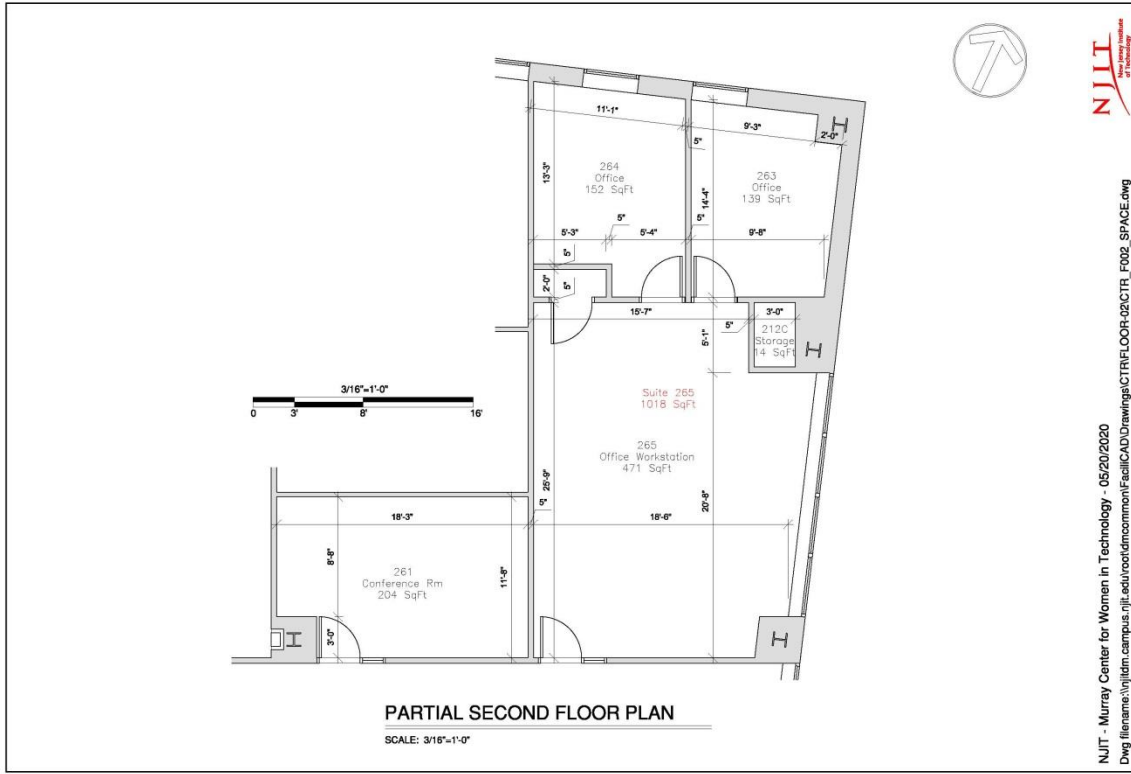 NJIT
New Jersey Institute
of Technology
11'-1"
9'-3"
2'-0"
5"
264
Office
152 SqFt
13'-3"
263
Office
139 SqFt
14'-4"
5"
5"
5'-3"
5'-4"
9'-8"
5"
2'-0"
5"
15'-7"
5"
3'-0"
212C
Storage
14 SqFt
5'-1"
3/16"=1'-0"
0
3'
8'
16'
Suite 265
1018 SqFt
265
Office Workstation
471 SqFt
25'-9"
20'-8"
5"
18'-3"
18'-6"
8'-8"
11'-8"
261
Conference Rm
204 SqFt
3'-0"
PARTIAL SECOND FLOOR PLAN
SCALE: 3/16"=1'-0"
NJIT - Murray Center for Women in Technology - 05/20/2020
Dwg filename:\\njitdm.campus.njit.edu\root\dmcommon\FaciliCAD\Drawings\CTR\FLOOR-02\CTR_F002_SPACE.dwg